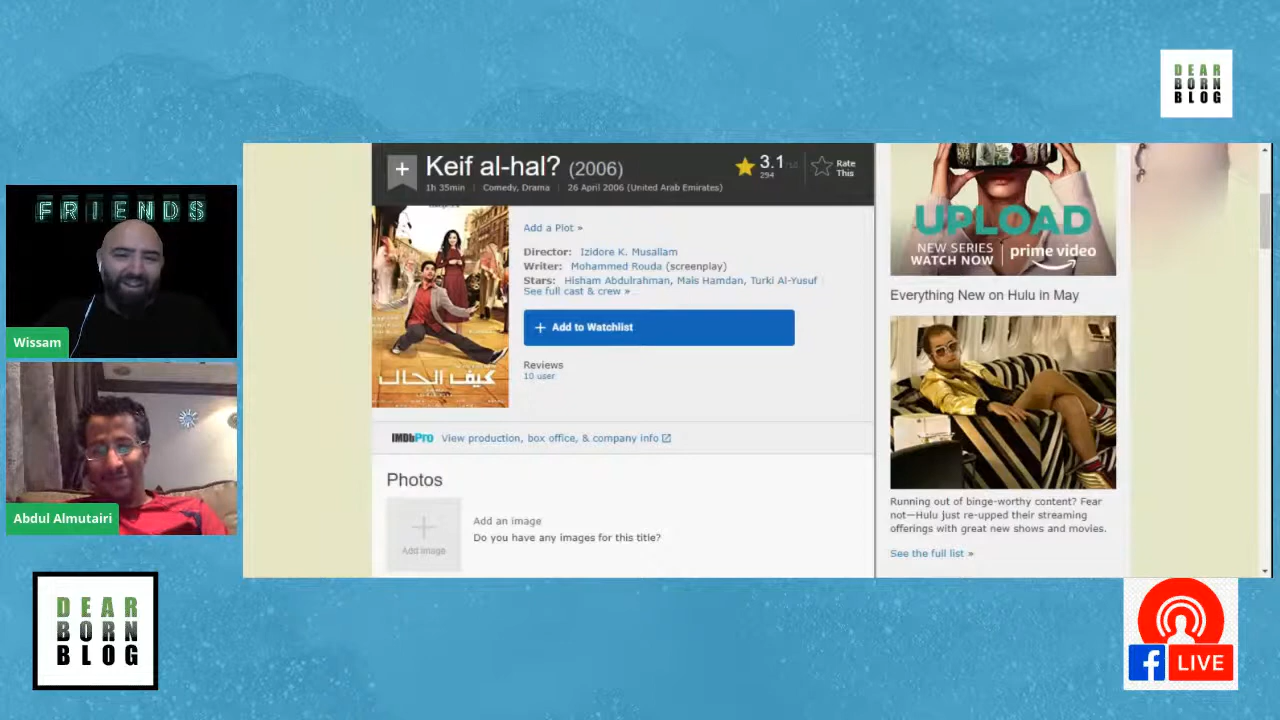 DEAR
BORN
BLOG
Keif al-hal? (2006)
3.1/10
294
Rate
This
1h 35min | Comedy, Drama | 26 April 2006 (United Arab Emirates)
FRIENDS
Wissam
Abdul Almutairi
كيف الحال
Add a Plot »
Director: Izidore K. Musallam
Writer: Mohammed Rouda (screenplay)
Stars: Hisham Abdulrahman, Mais Hamdan, Turki Al-Yusuf
See full cast & crew »
+ Add to Watchlist
Reviews
10 user
IMDbPro View production, box office, & company info
Photos
Add image
Add an image
Do you have any images for this title?
UPLOAD
NEW SERIES
WATCH NOW
prime video
Everything New on Hulu in May
Running out of binge-worthy content? Fear
not—Hulu just re-upped their streaming
offerings with great new shows and movies.
See the full list »
DEAR
BORN
BLOG
f LIVE